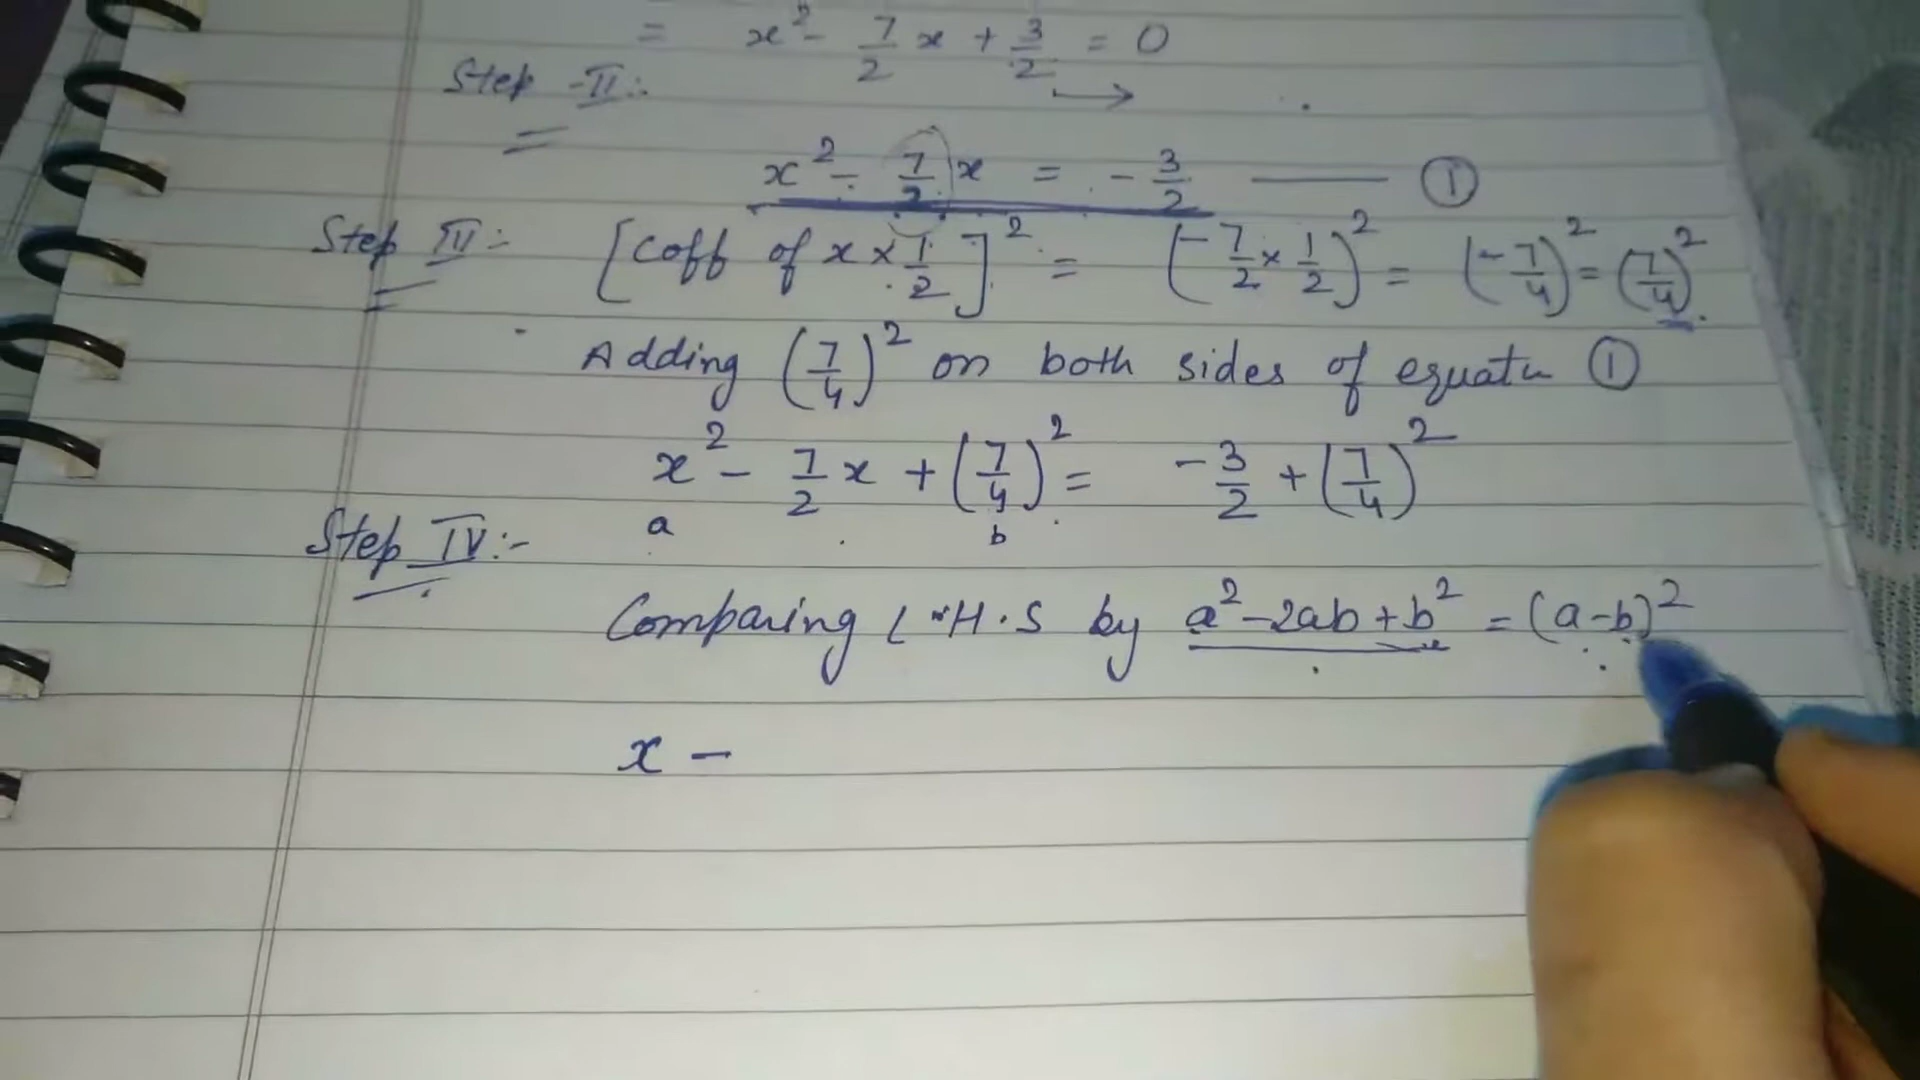 = x² - 7/2 x + 3/2 = 0
Step -II :-
x² - 7/2 x = - 3/2 —— ①
Step III :- [Coff of x × 1/2]² = (-7/2 × 1/2)² = (-7/4)² = (7/4)²
Adding (7/4)² on both sides of equatn ①
x² - 7/2 x + (7/4)² = -3/2 + (7/4)²
a b
Step IV :-
Comparing L.H.S by a² - 2ab + b² = (a - b)²
x -